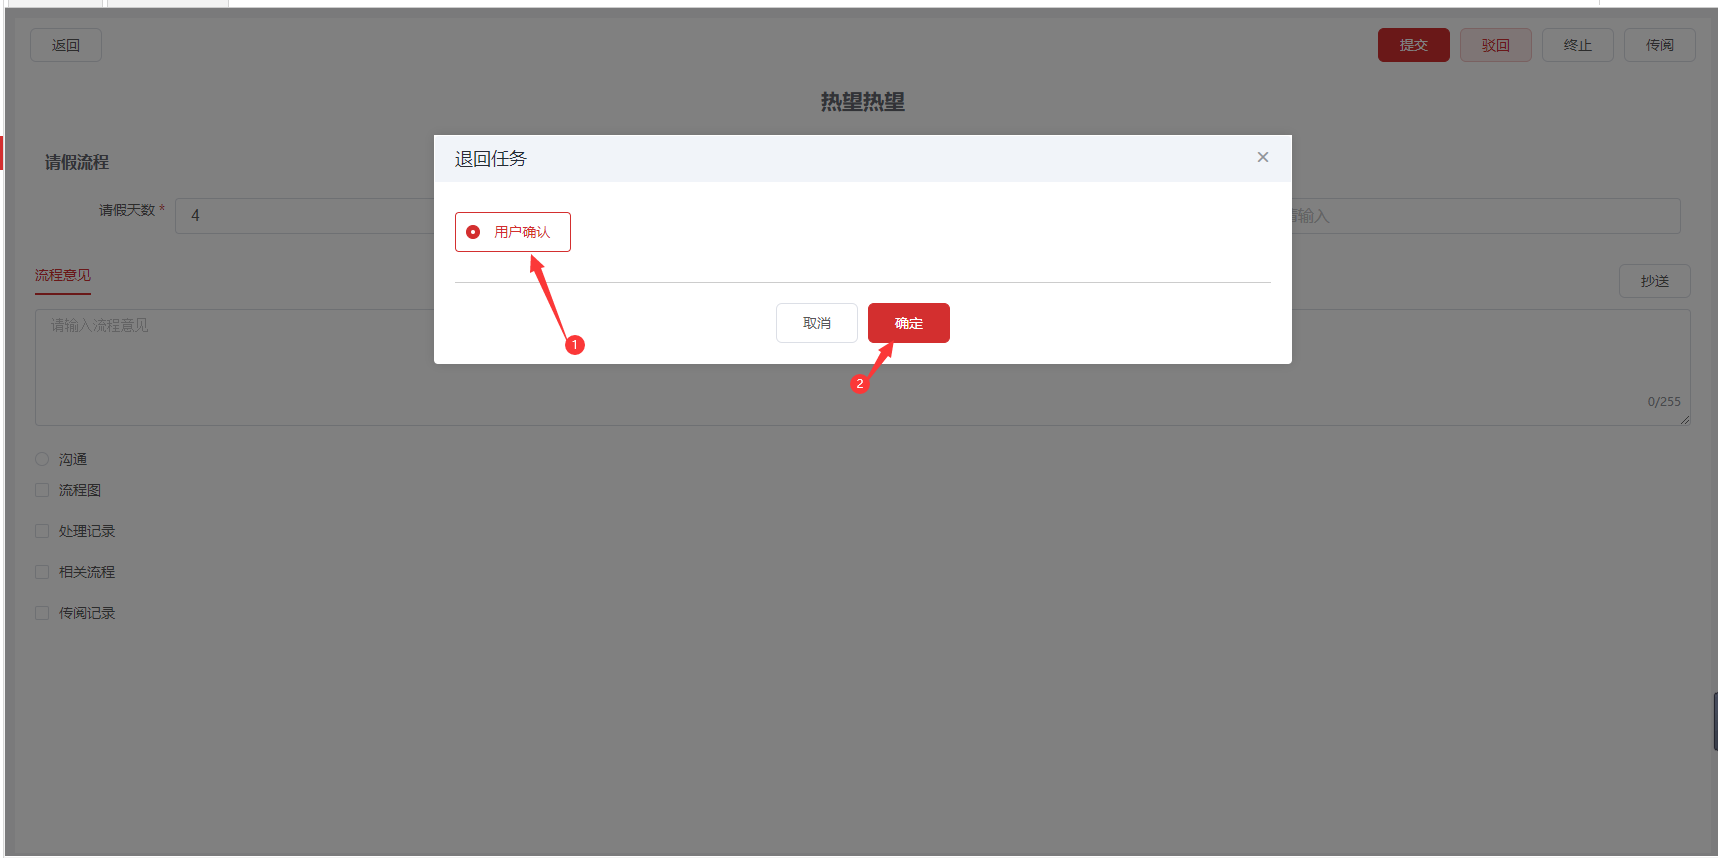 返回
提交 驳回 终止 传阅
热望热望
请假流程
请假天数 * 4
请输入
退回任务
用户确认
取消 确定
1
2
流程意见
抄送
请输入流程意见
0/255
沟通
流程图
处理记录
相关流程
传阅记录